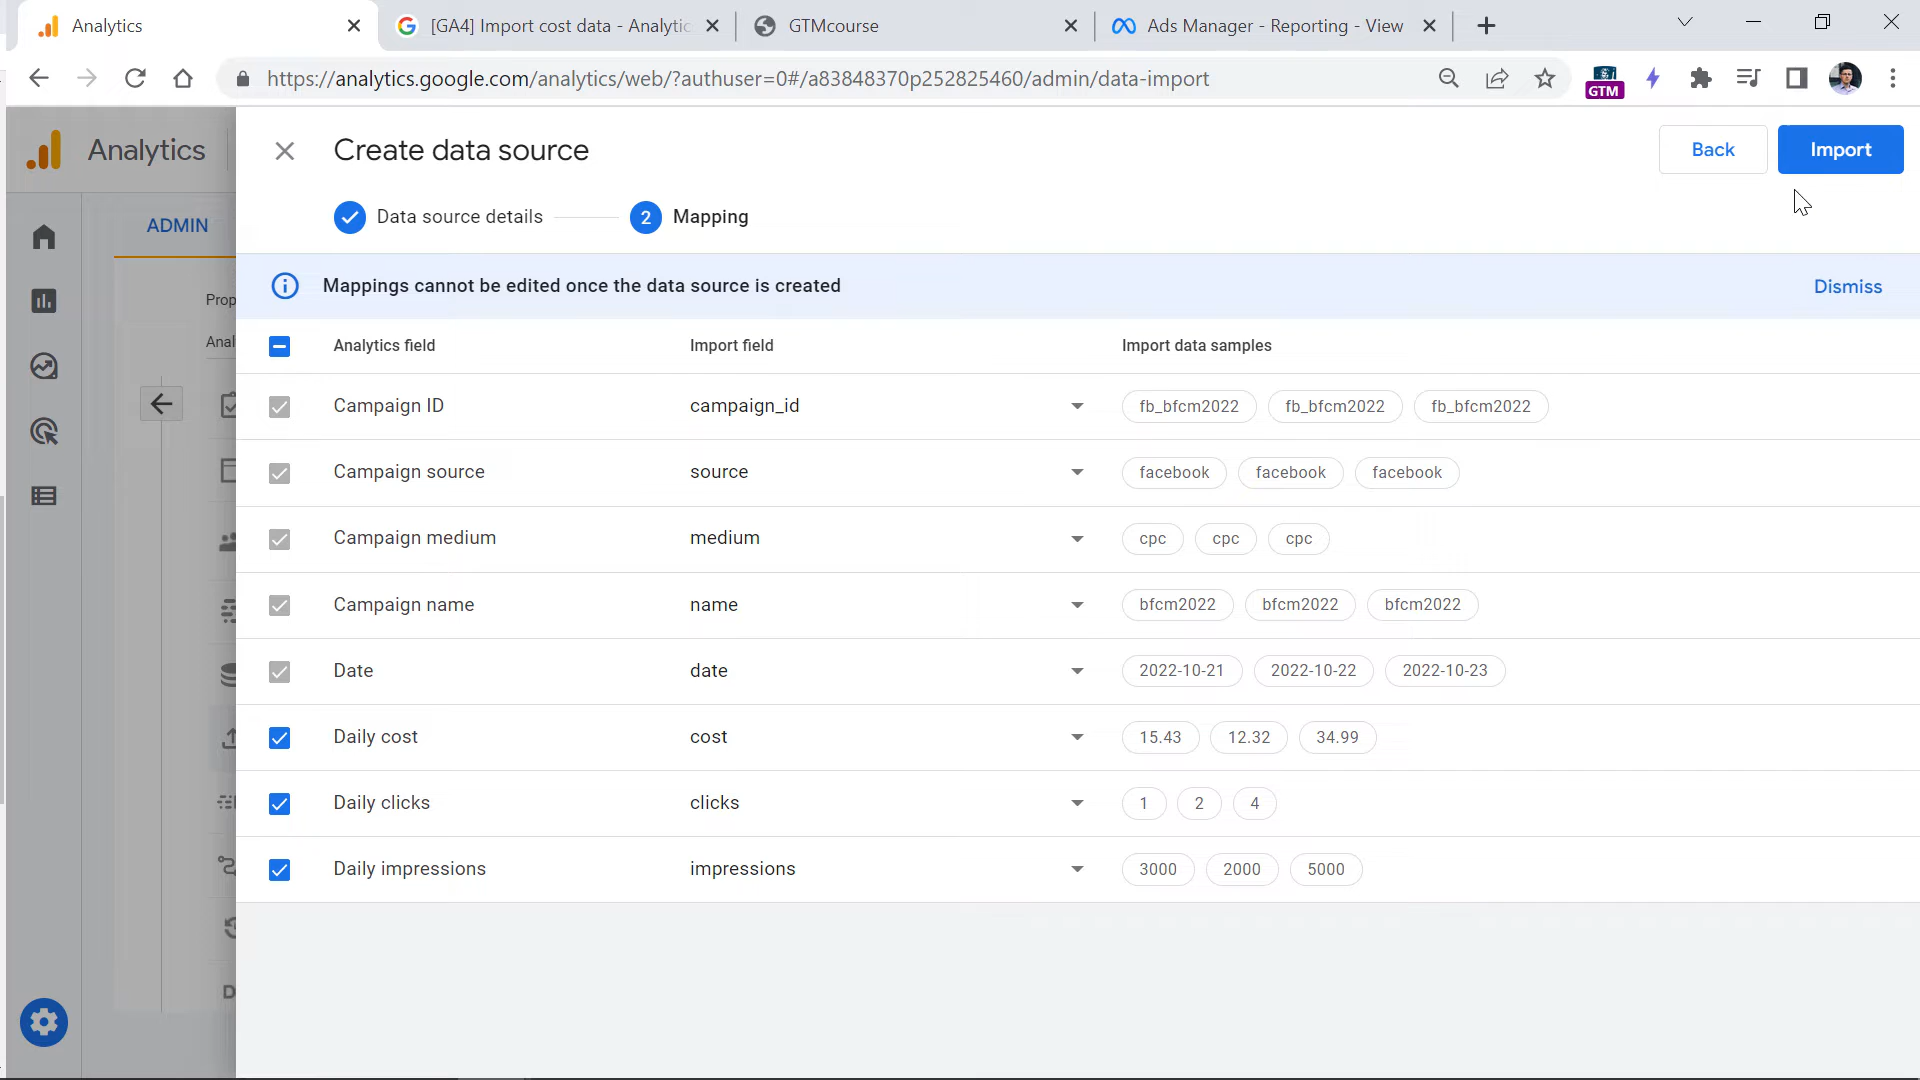 Analytics
[GA4] Import cost data - Analytic
GTMcourse
Ads Manager - Reporting - View
https://analytics.google.com/analytics/web/?authuser=0#/a83848370p252825460/admin/data-import
GTM
Analytics
Create data source
Back
Import
ADMIN
Data source details
2
Mapping
Prop
Mappings cannot be edited once the data source is created
Dismiss
Anal
Analytics field
Import field
Import data samples
Campaign ID
campaign_id
fb_bfcm2022
fb_bfcm2022
fb_bfcm2022
Campaign source
source
facebook
facebook
facebook
Campaign medium
medium
cpc
cpc
cpc
Campaign name
name
bfcm2022
bfcm2022
bfcm2022
Date
date
2022-10-21
2022-10-22
2022-10-23
Daily cost
cost
15.43
12.32
34.99
Daily clicks
clicks
1
2
4
Daily impressions
impressions
3000
2000
5000
D